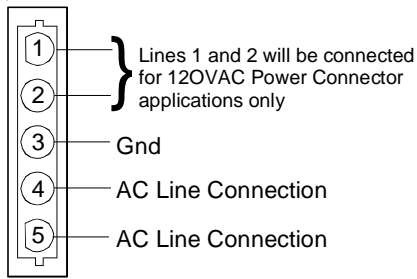 1
2
3
4
5
Lines 1 and 2 will be connected
for 12OVAC Power Connector
applications only
Gnd
AC Line Connection
AC Line Connection